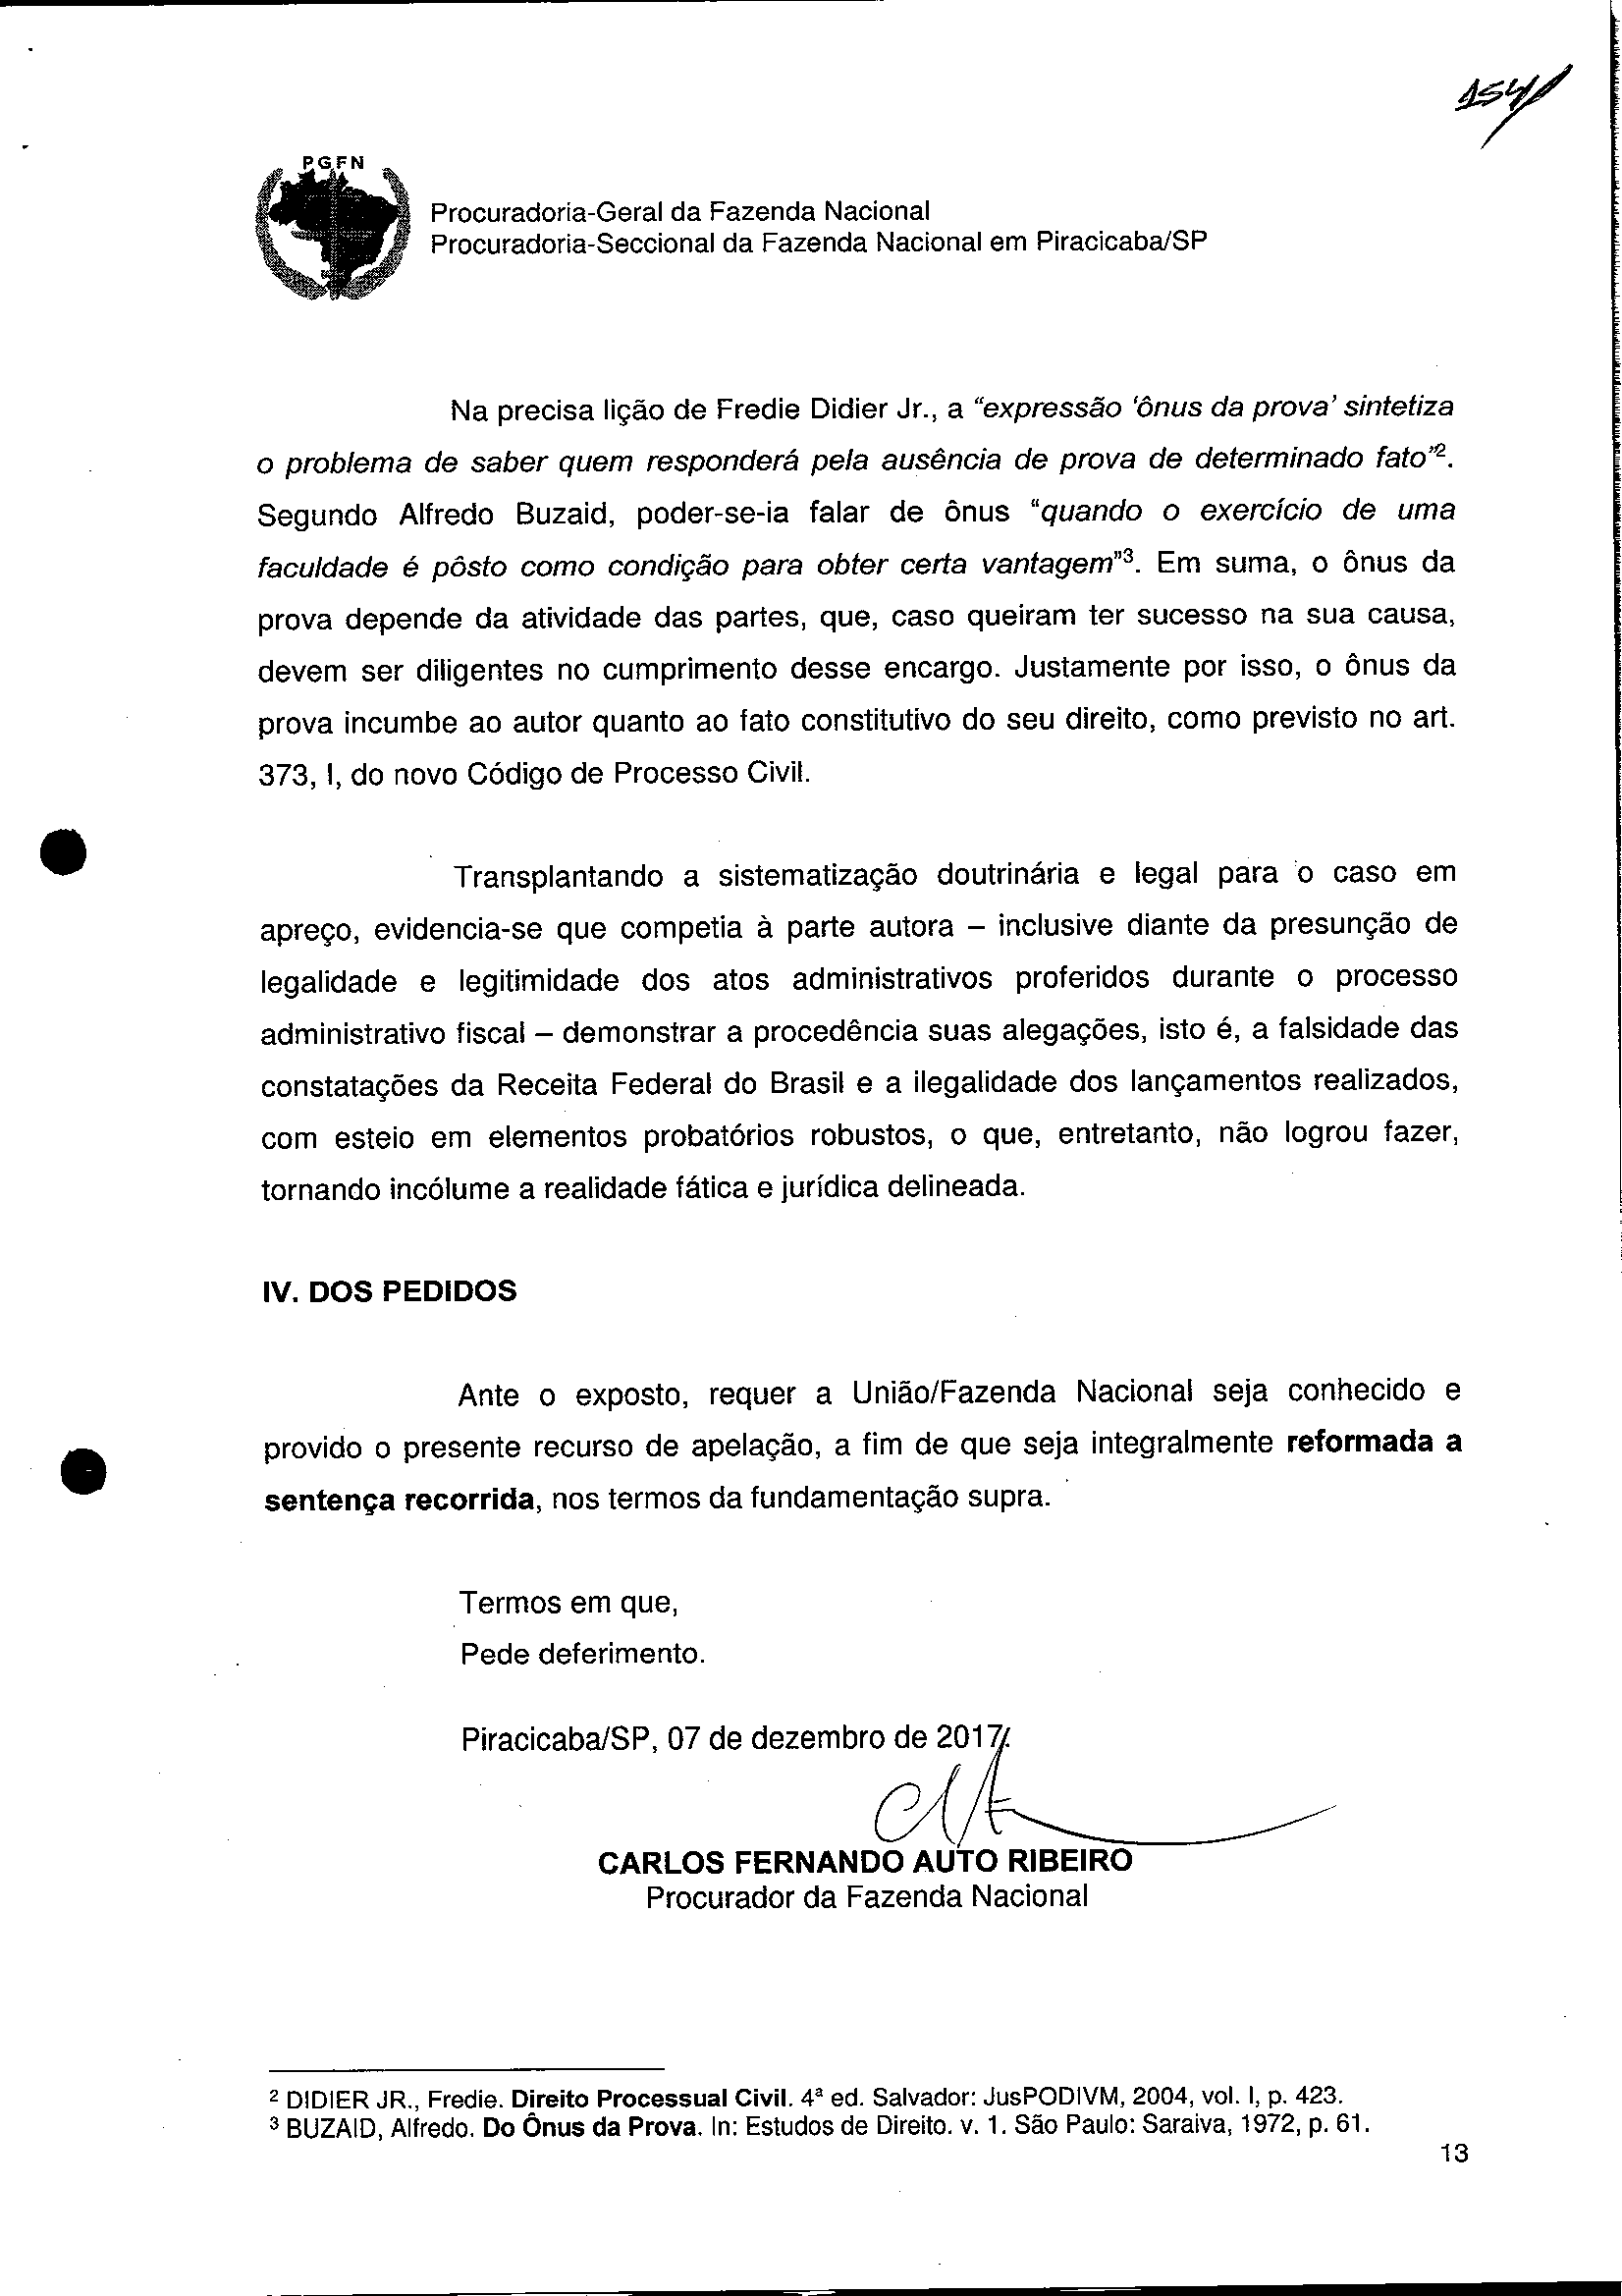 154
PGFN
Procuradoria-Geral da Fazenda Nacional
Procuradoria-Seccional da Fazenda Nacional em Piracicaba/SP
Na precisa lição de Fredie Didier Jr., a “expressão ‘ônus da prova’ sintetiza
o problema de saber quem responderá pela ausência de prova de determinado fato”².
Segundo Alfredo Buzaid, poder-se-ia falar de ônus “quando o exercício de uma
faculdade é pôsto como condição para obter certa vantagem”³. Em suma, o ônus da
prova depende da atividade das partes, que, caso queiram ter sucesso na sua causa,
devem ser diligentes no cumprimento desse encargo. Justamente por isso, o ônus da
prova incumbe ao autor quanto ao fato constitutivo do seu direito, como previsto no art.
373, I, do novo Código de Processo Civil.
Transplantando a sistematização doutrinária e legal para o caso em
apreço, evidencia-se que competia à parte autora – inclusive diante da presunção de
legalidade e legitimidade dos atos administrativos proferidos durante o processo
administrativo fiscal – demonstrar a procedência suas alegações, isto é, a falsidade das
constatações da Receita Federal do Brasil e a ilegalidade dos lançamentos realizados,
com esteio em elementos probatórios robustos, o que, entretanto, não logrou fazer,
tornando incólume a realidade fática e jurídica delineada.
IV. DOS PEDIDOS
Ante o exposto, requer a União/Fazenda Nacional seja conhecido e
provido o presente recurso de apelação, a fim de que seja integralmente reformada a
sentença recorrida, nos termos da fundamentação supra.
Termos em que,
Pede deferimento.
Piracicaba/SP, 07 de dezembro de 2017.
CARLOS FERNANDO AUTO RIBEIRO
Procurador da Fazenda Nacional
² DIDIER JR., Fredie. Direito Processual Civil. 4ª ed. Salvador: JusPODIVM, 2004, vol. I, p. 423.
³ BUZAID, Alfredo. Do Ônus da Prova. In: Estudos de Direito. v. 1. São Paulo: Saraiva, 1972, p. 61.
13